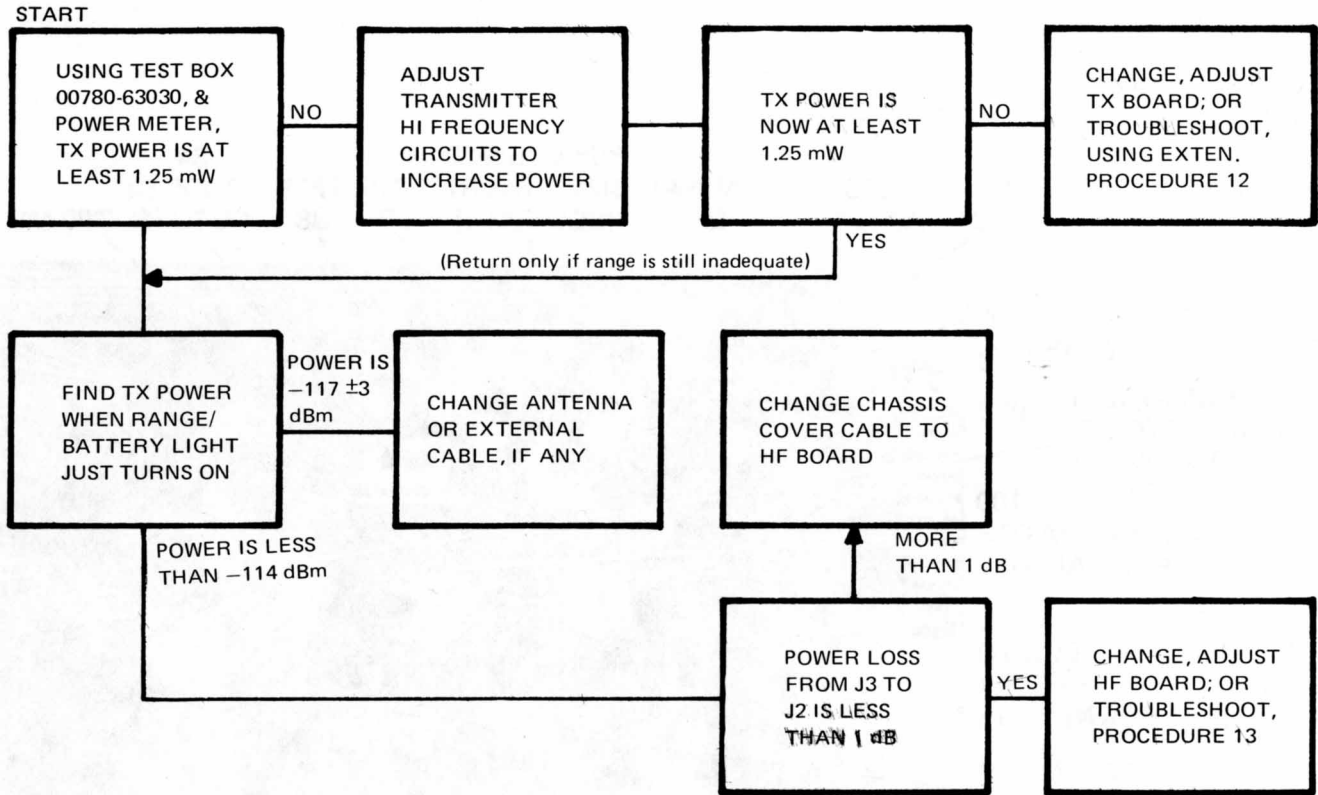 START
USING TEST BOX
00780-63030, &
POWER METER,
TX POWER IS AT
LEAST 1.25 mW
NO
ADJUST
TRANSMITTER
HI FREQUENCY
CIRCUITS TO
INCREASE POWER
TX POWER IS
NOW AT LEAST
1.25 mW
NO
CHANGE, ADJUST
TX BOARD; OR
TROUBLESHOOT,
USING EXTEN.
PROCEDURE 12
YES
(Return only if range is still inadequate)
FIND TX POWER
WHEN RANGE/
BATTERY LIGHT
JUST TURNS ON
POWER IS
−117 ±3
dBm
CHANGE ANTENNA
OR EXTERNAL
CABLE, IF ANY
CHANGE CHASSIS
COVER CABLE TO
HF BOARD
POWER IS LESS
THAN −114 dBm
MORE
THAN 1 dB
POWER LOSS
FROM J3 TO
J2 IS LESS
THAN 1 dB
YES
CHANGE, ADJUST
HF BOARD; OR
TROUBLESHOOT,
PROCEDURE 13